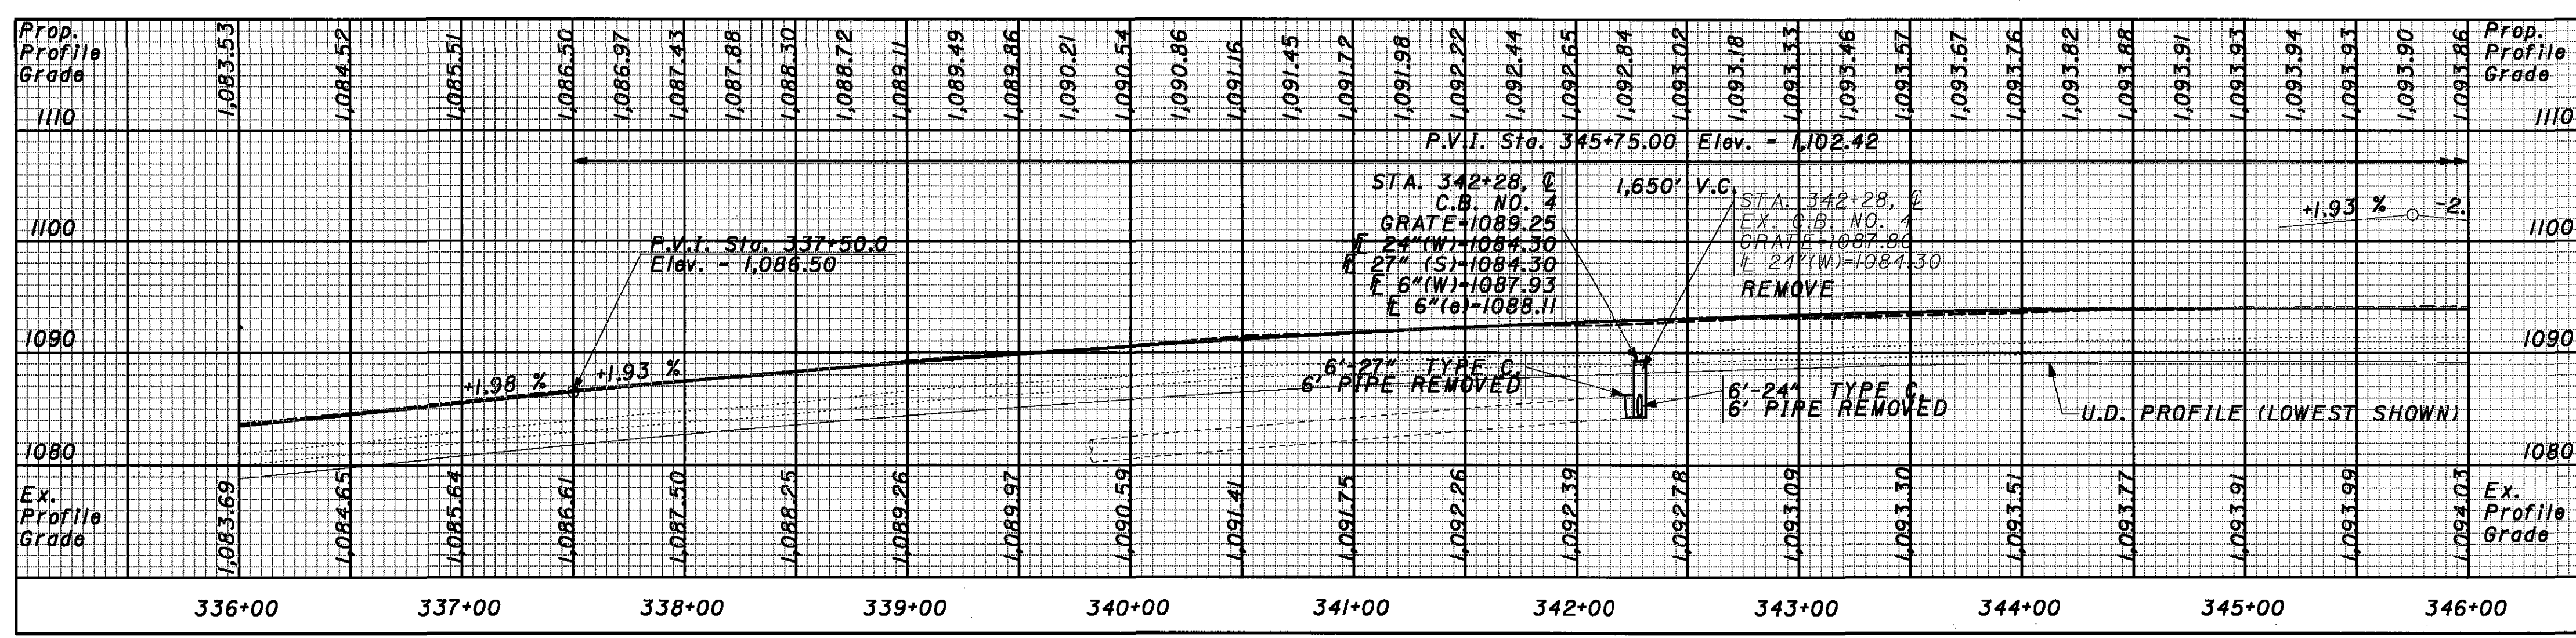 Prop.
Profile
Grade
1,083.53
1,084.52
1,085.51
1,086.50
1,086.97
1,087.43
1,087.88
1,088.30
1,088.72
1,089.11
1,089.49
1,089.86
1,090.21
1,090.54
1,090.86
1,091.16
1,091.45
1,091.72
1,091.98
1,092.22
1,092.44
1,092.65
1,092.84
1,093.02
1,093.18
1,093.33
1,093.46
1,093.57
1,093.67
1,093.76
1,093.82
1,093.88
1,093.91
1,093.93
1,093.94
1,093.93
1,093.90
1,093.86
Prop.
Profile
Grade
1110
1110
P.V.I. Sta. 345+75.00 Elev. = 1,102.42
1,650' V.C.
STA. 342+28, ℄
C.B. NO. 4
GRATE=1089.25
24"(W)=1084.30
27" (S)=1084.30
6"(W)=1087.93
6"(e)=1088.11
STA. 342+28, ℄
EX. C.B. NO. 4
GRATE=1087.90
24"(W)=1084.30
REMOVE
+1.93 % -2.
1100
1100
P.V.I. Sta. 337+50.0
Elev. = 1,086.50
1090
1090
+1.98 % +1.93 %
6'-27" TYPE C,
6' PIPE REMOVED
6'-24" TYPE C,
6' PIPE REMOVED
U.D. PROFILE (LOWEST SHOWN)
1080
1080
Ex.
Profile
Grade
1,083.69
1,084.65
1,085.64
1,086.61
1,087.50
1,088.25
1,089.26
1,089.97
1,090.59
1,091.41
1,091.75
1,092.26
1,092.39
1,092.78
1,093.09
1,093.30
1,093.51
1,093.77
1,093.91
1,093.99
1,094.03
Ex.
Profile
Grade
336+00 337+00 338+00 339+00 340+00 341+00 342+00 343+00 344+00 345+00 346+00